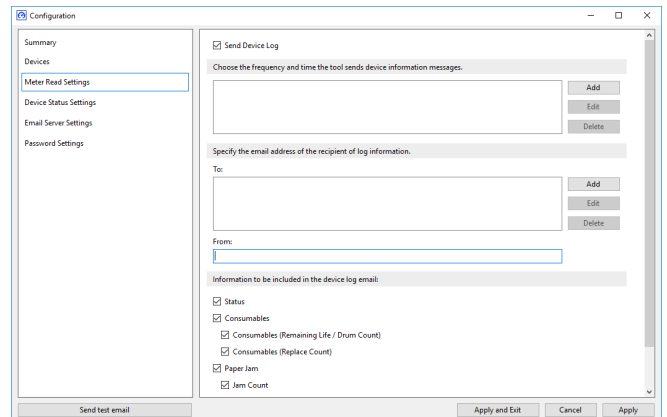 Configuration
Summary
Devices
Meter Read Settings
Device Status Settings
Email Server Settings
Password Settings
Send Device Log
Choose the frequency and time the tool sends device information messages.
Add
Edit
Delete
Specify the email address of the recipient of log information.
To:
Add
Edit
Delete
From:
Information to be included in the device log email:
Status
Consumables
Consumables (Remaining Life / Drum Count)
Consumables (Replace Count)
Paper Jam
Jam Count
Send test email
Apply and Exit
Cancel
Apply